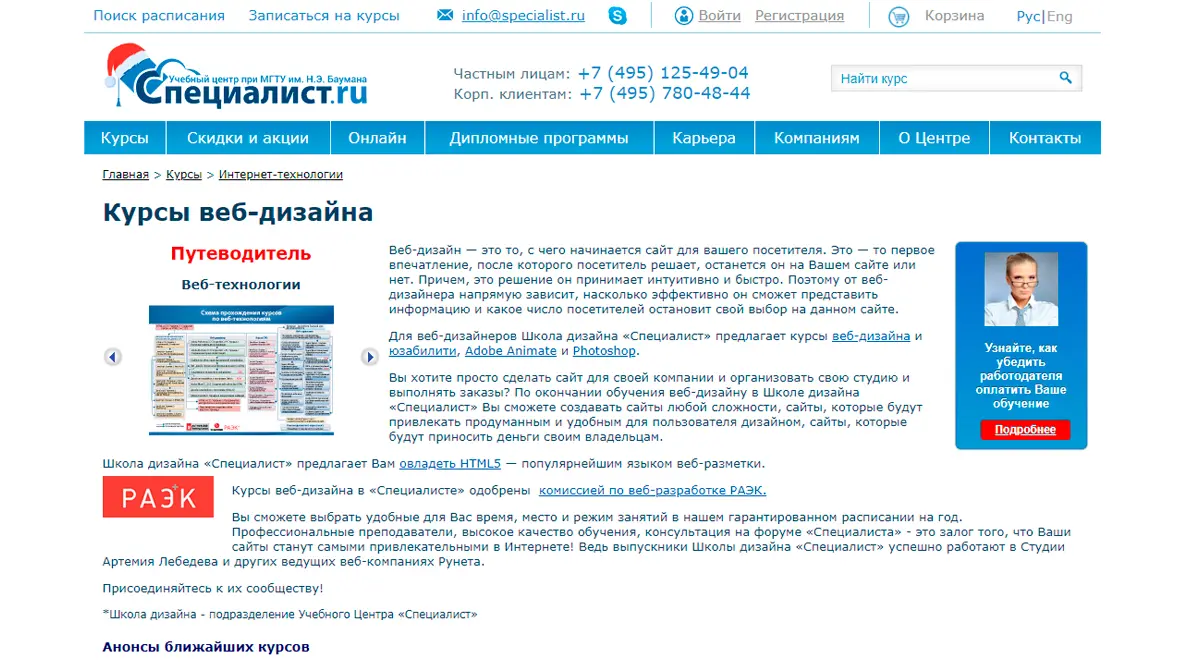 Поиск расписания Записаться на курсы info@specialist.ru Войти Регистрация Корзина Рус|Eng
Учебный центр при МГТУ им. Н.Э. Баумана
Специалист.ru
Частным лицам: +7 (495) 125-49-04
Корп. клиентам: +7 (495) 780-48-44
Найти курс
Курсы Скидки и акции Онлайн Дипломные программы Карьера Компаниям О Центре Контакты
Главная > Курсы > Интернет-технологии
Курсы веб-дизайна
Путеводитель
Веб-технологии
Схема прохождения курсов
по веб-технологиям
Веб-дизайн — это то, с чего начинается сайт для вашего посетителя. Это — то первое
впечатление, после которого посетитель решает, останется он на Вашем сайте или
нет. Причем, это решение он принимает интуитивно и быстро. Поэтому от веб-
дизайнера напрямую зависит, насколько эффективно он сможет представить
информацию и какое число посетителей остановит свой выбор на данном сайте.
Для веб-дизайнеров Школа дизайна «Специалист» предлагает курсы веб-дизайна и
юзабилити, Adobe Animate и Photoshop.
Вы хотите просто сделать сайт для своей компании и организовать свою студию и
выполнять заказы? По окончании обучения веб-дизайну в Школе дизайна
«Специалист» Вы сможете создавать сайты любой сложности, сайты, которые будут
привлекать продуманным и удобным для пользователя дизайном, сайты, которые
будут приносить деньги своим владельцам.
Узнайте, как
убедить
работодателя
оплатить Ваше
обучение
Подробнее
Школа дизайна «Специалист» предлагает Вам овладеть HTML5 — популярнейшим языком веб-разметки.
РАЭК
Курсы веб-дизайна в «Специалисте» одобрены комиссией по веб-разработке РАЭК.
Вы сможете выбрать удобные для Вас время, место и режим занятий в нашем гарантированном расписании на год.
Профессиональные преподаватели, высокое качество обучения, консультация на форуме «Специалиста» - это залог того, что Ваши
сайты станут самыми привлекательными в Интернете! Ведь выпускники Школы дизайна «Специалист» успешно работают в Студии
Артемия Лебедева и других ведущих веб-компаниях Рунета.
Присоединяйтесь к их сообществу!
*Школа дизайна - подразделение Учебного Центра «Специалист»
Анонсы ближайших курсов